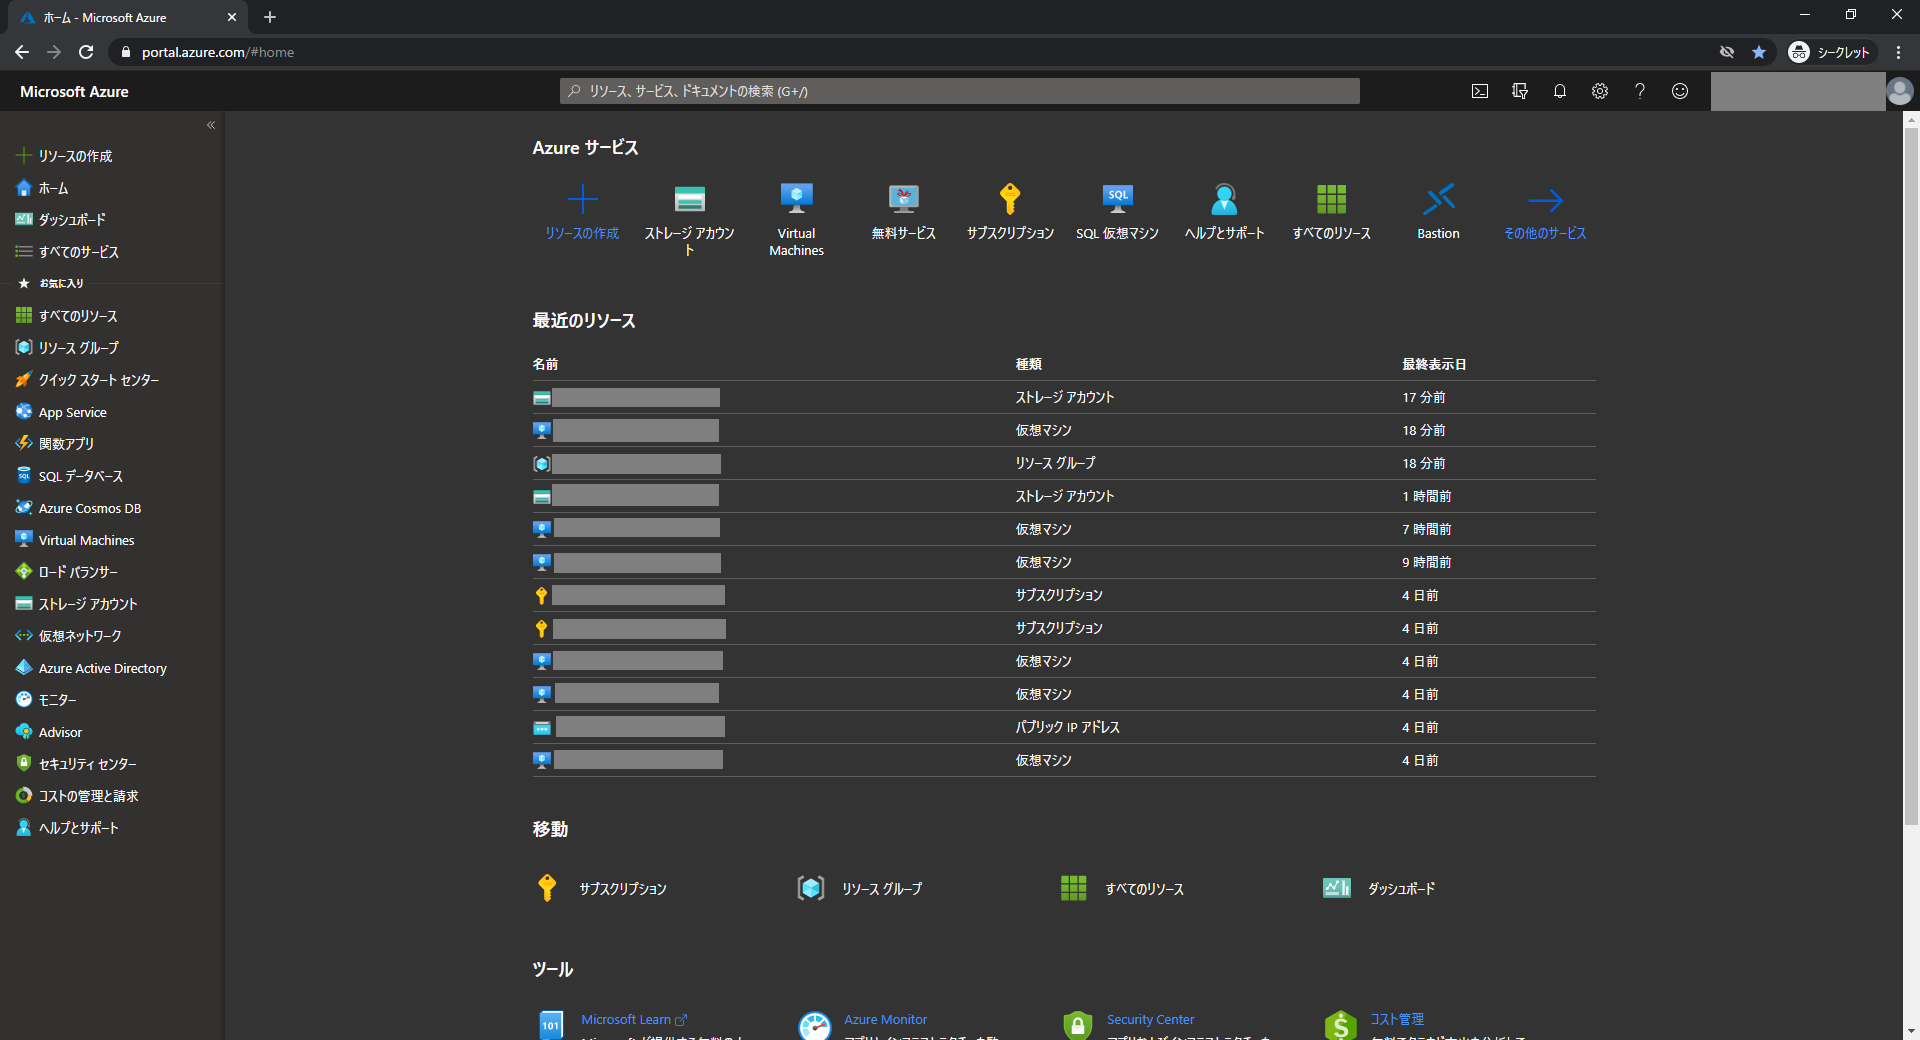 ホーム - Microsoft Azure
portal.azure.com/#home
シークレット
Microsoft Azure
リソース、サービス、ドキュメントの検索 (G+/)
リソースの作成
ホーム
ダッシュボード
すべてのサービス
お気に入り
すべてのリソース
リソース グループ
クイック スタート センター
App Service
関数アプリ
SQL データベース
Azure Cosmos DB
Virtual Machines
ロード バランサー
ストレージ アカウント
仮想ネットワーク
Azure Active Directory
モニター
Advisor
セキュリティ センター
コストの管理と請求
ヘルプとサポート
Azure サービス
リソースの作成
ストレージ アカウン
ト
Virtual
Machines
無料サービス
サブスクリプション
SQL
SQL 仮想マシン
ヘルプとサポート
すべてのリソース
Bastion
その他のサービス
最近のリソース
名前 種類 最終表示日
ストレージ アカウント 17 分前
仮想マシン 18 分前
リソース グループ 18 分前
ストレージ アカウント 1 時間前
仮想マシン 7 時間前
仮想マシン 9 時間前
サブスクリプション 4 日前
サブスクリプション 4 日前
仮想マシン 4 日前
仮想マシン 4 日前
パブリック IP アドレス 4 日前
仮想マシン 4 日前
移動
サブスクリプション
リソース グループ
すべてのリソース
ダッシュボード
ツール
101
Microsoft Learn
Azure Monitor
Security Center
コスト管理